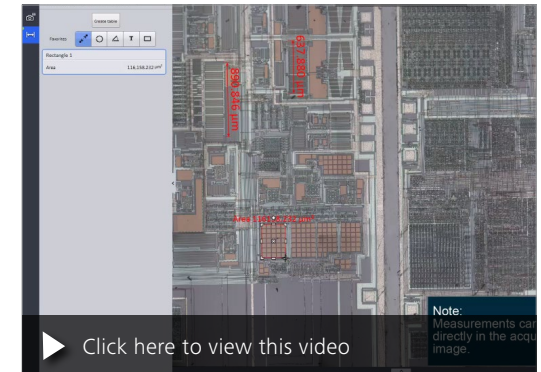 Create table
Favorites
T
Rectangle 1
Area 116,158.232 µm²
637.880 µm
890.846 µm
Note:
Measurements can
directly in the acqu
image.
Click here to view this video